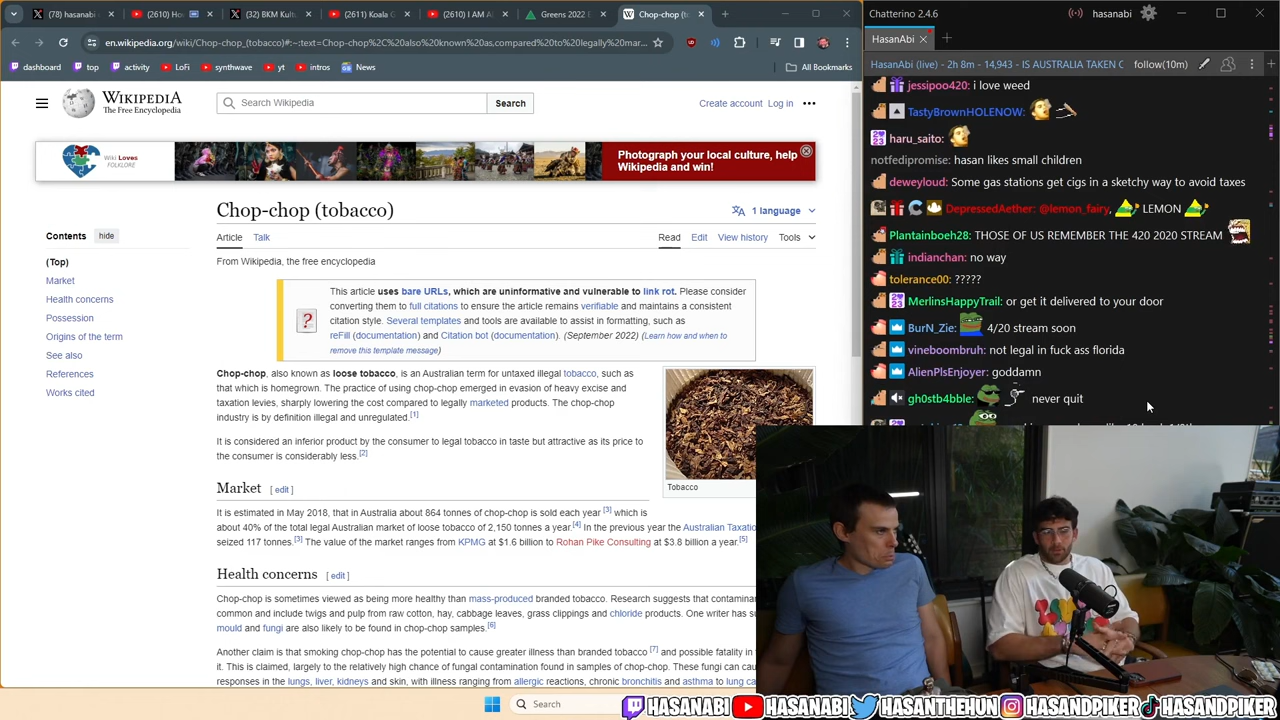 (78) hasanabi
(2610) Ho
(32) BKM Kult
(2611) Koala G
(2610) I AM A
Greens 2022 E
Chop-chop (to
en.wikipedia.org/wiki/Chop-chop_(tobacco)#:~:text=Chop-chop%2C%20also%20known%20as,compared%20to%20legally%20mar...
dashboard
top
activity
LoFi
synthwave
yt
intros
News
All Bookmarks
WIKIPEDIA
The Free Encyclopedia
Search Wikipedia
Search
Create account Log in
Wiki Loves
FOLKLORE
Photograph your local culture, help
Wikipedia and win!
Contents hide
(Top)
Market
Health concerns
Possession
Origins of the term
See also
References
Works cited
Chop-chop (tobacco)
1 language
Article Talk
Read Edit View history Tools
From Wikipedia, the free encyclopedia
This article uses bare URLs, which are uninformative and vulnerable to link rot. Please consider
converting them to full citations to ensure the article remains verifiable and maintains a
consistent
citation style. Several templates and tools are available to assist in formatting, such as
reFill (documentation) and Citation bot (documentation). (September 2022) (Learn how and when to
remove this template message)
Chop-chop, also known as loose tobacco, is an Australian term for untaxed illegal tobacco, such as
that which is homegrown. The practice of using chop-chop emerged in evasion of heavy excise and
taxation levies, sharply lowering the cost compared to legally marketed products. The chop-chop
industry is by definition illegal and unregulated.[1]
It is considered an inferior product by the consumer to legal tobacco in taste but attractive as its price to
the consumer is considerably less.[2]
Tobacco
Market [ edit ]
It is estimated in May 2018, that in Australia about 864 tonnes of chop-chop is sold each year [3] which is
about 40% of the total legal Australian market of loose tobacco of 2,150 tonnes a year.[4] In the previous year the Australian Taxatio
seized 117 tonnes.[3] The value of the market ranges from KPMG at $1.6 billion to Rohan Pike Consulting at $3.8 billion a year.[5]
Health concerns [ edit ]
Chop-chop is sometimes viewed as being more healthy than mass-produced branded tobacco. Research suggests that contaminan
common and include twigs and pulp from raw cotton, hay, cabbage leaves, grass clippings and chloride products. One writer has su
mould and fungi are also likely to be found in chop-chop samples.[6]
Another claim is that smoking chop-chop has the potential to cause greater illness than branded tobacco [7] and possible fatality in
it. This is claimed, largely to the relatively high chance of fungal contamination found in samples of chop-chop. These fungi can cau
responses in the lungs, liver, kidneys and skin, with illness ranging from allergic reactions, chronic bronchitis and asthma to lung ca
Search
Chatterino 2.4.6
hasanabi
HasanAbi
HasanAbi (live) - 2h 8m - 14,943 - IS AUSTRALIA TAKEN C follow(10m)
jessipoo420: i love weed
TastyBrownHOLENOW:
haru_saito:
notfedipromise: hasan likes small children
deweyloud: Some gas stations get cigs in a sketchy way to avoid taxes
DepressedAether: @lemon_fairy, LEMON
Plantainboeh28: THOSE OF US REMEMBER THE 420 2020 STREAM
indianchan: no way
tolerance00: ?????
MerlinsHappyTrail: or get it delivered to your door
BurN_Zie: 4/20 stream soon
vineboombruh: not legal in fuck ass florida
AlienPlsEnjoyer: goddamn
gh0stb4bble: never quit
HASANABI HASANABI HASANTHEHUN HASANDPIKER HASANDPIKER